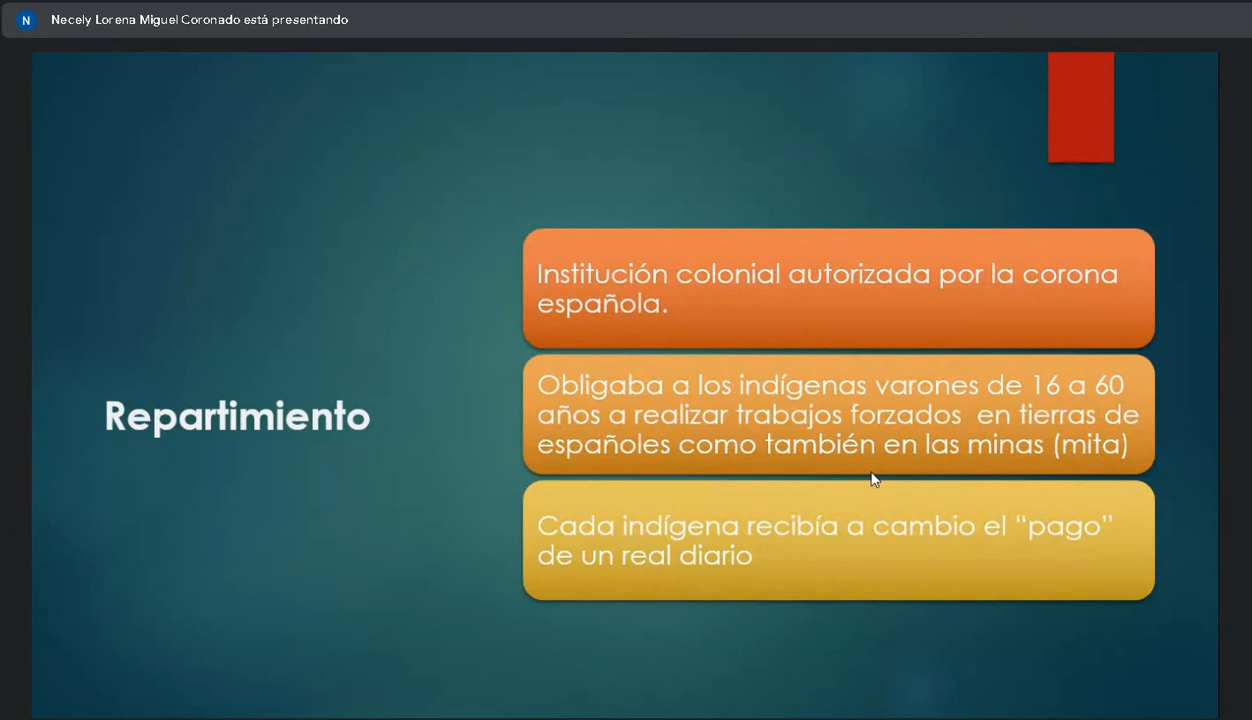 N Necely Lorena Miguel Coronado está presentando
Repartimiento
Institución colonial autorizada por la corona
española.
Obligaba a los indígenas varones de 16 a 60
años a realizar trabajos forzados en tierras de
españoles como también en las minas (mita)
Cada indígena recibía a cambio el “pago”
de un real diario